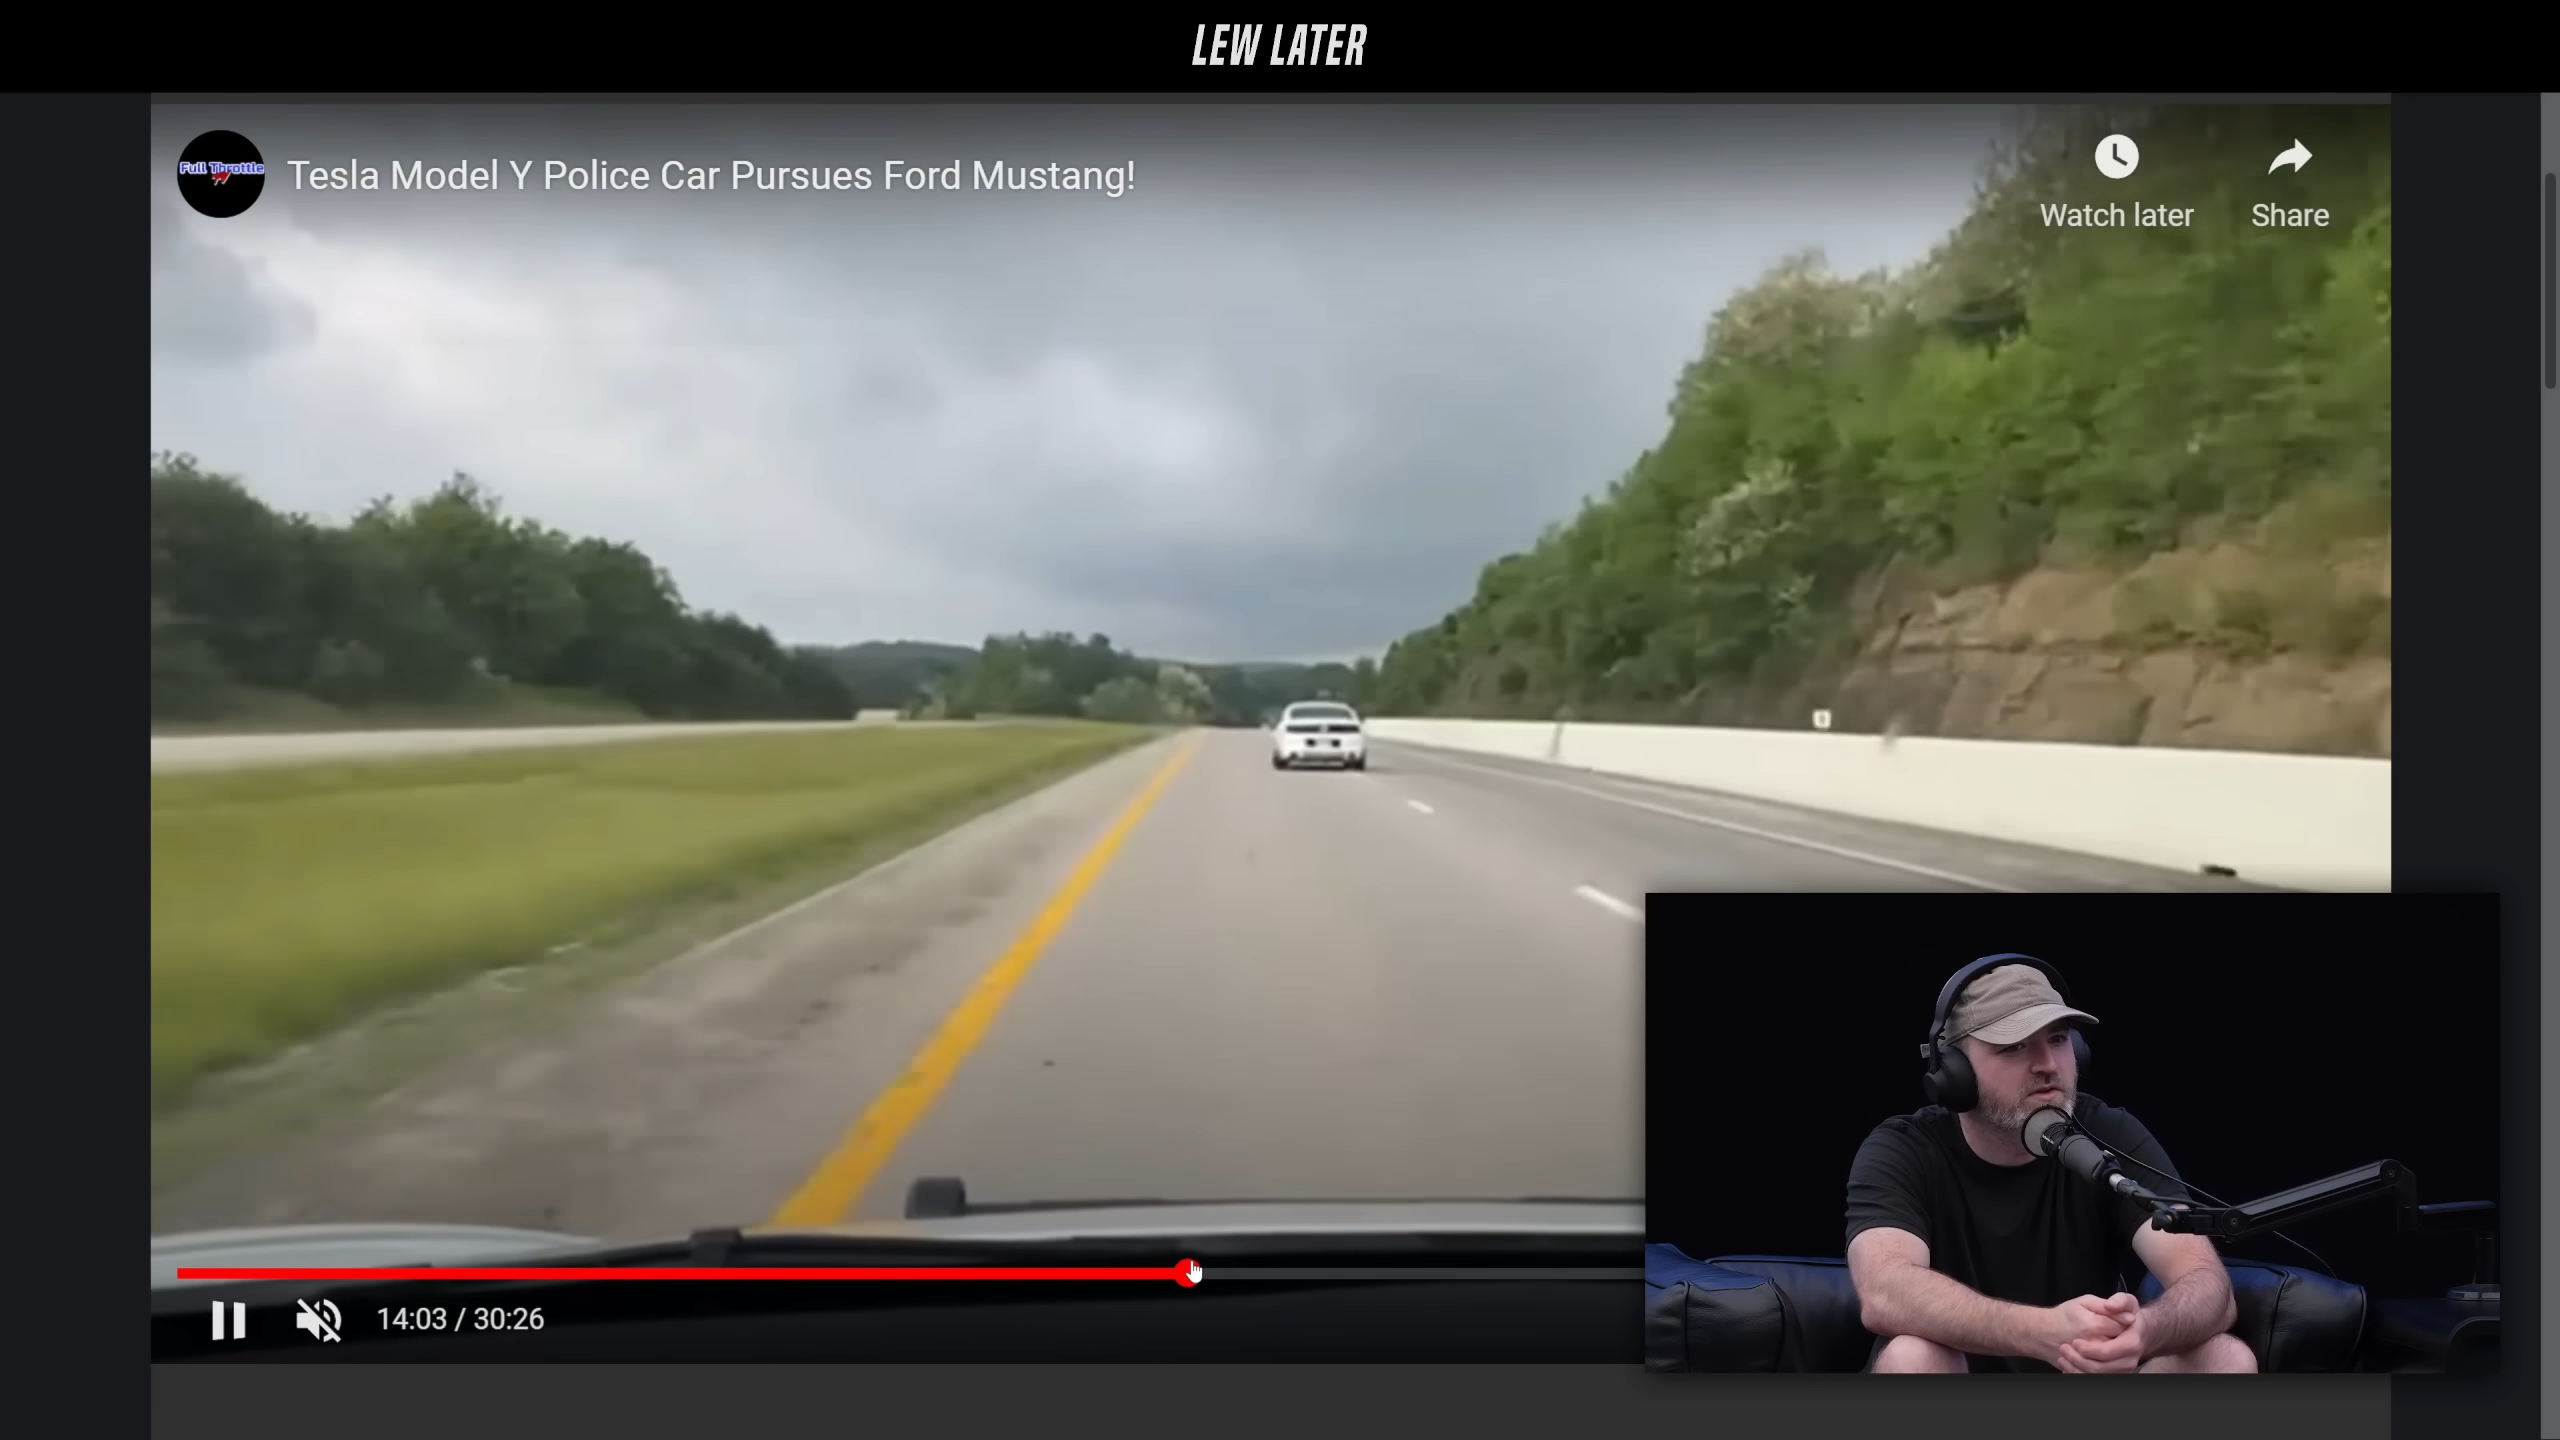 LEW LATER
Full Throttle
Tesla Model Y Police Car Pursues Ford Mustang!
Watch later
Share
14:03 / 30:26